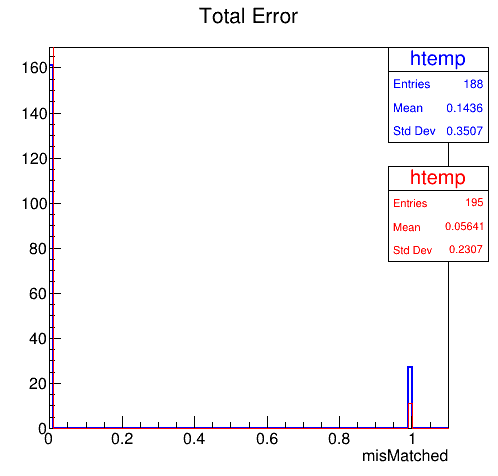 Total Error
htemp
Entries 188
Mean 0.1436
Std Dev 0.3507
htemp
Entries 195
Mean 0.05641
Std Dev 0.2307
160
140
120
100
80
60
40
20
0
0 0.2 0.4 0.6 0.8 1
misMatched